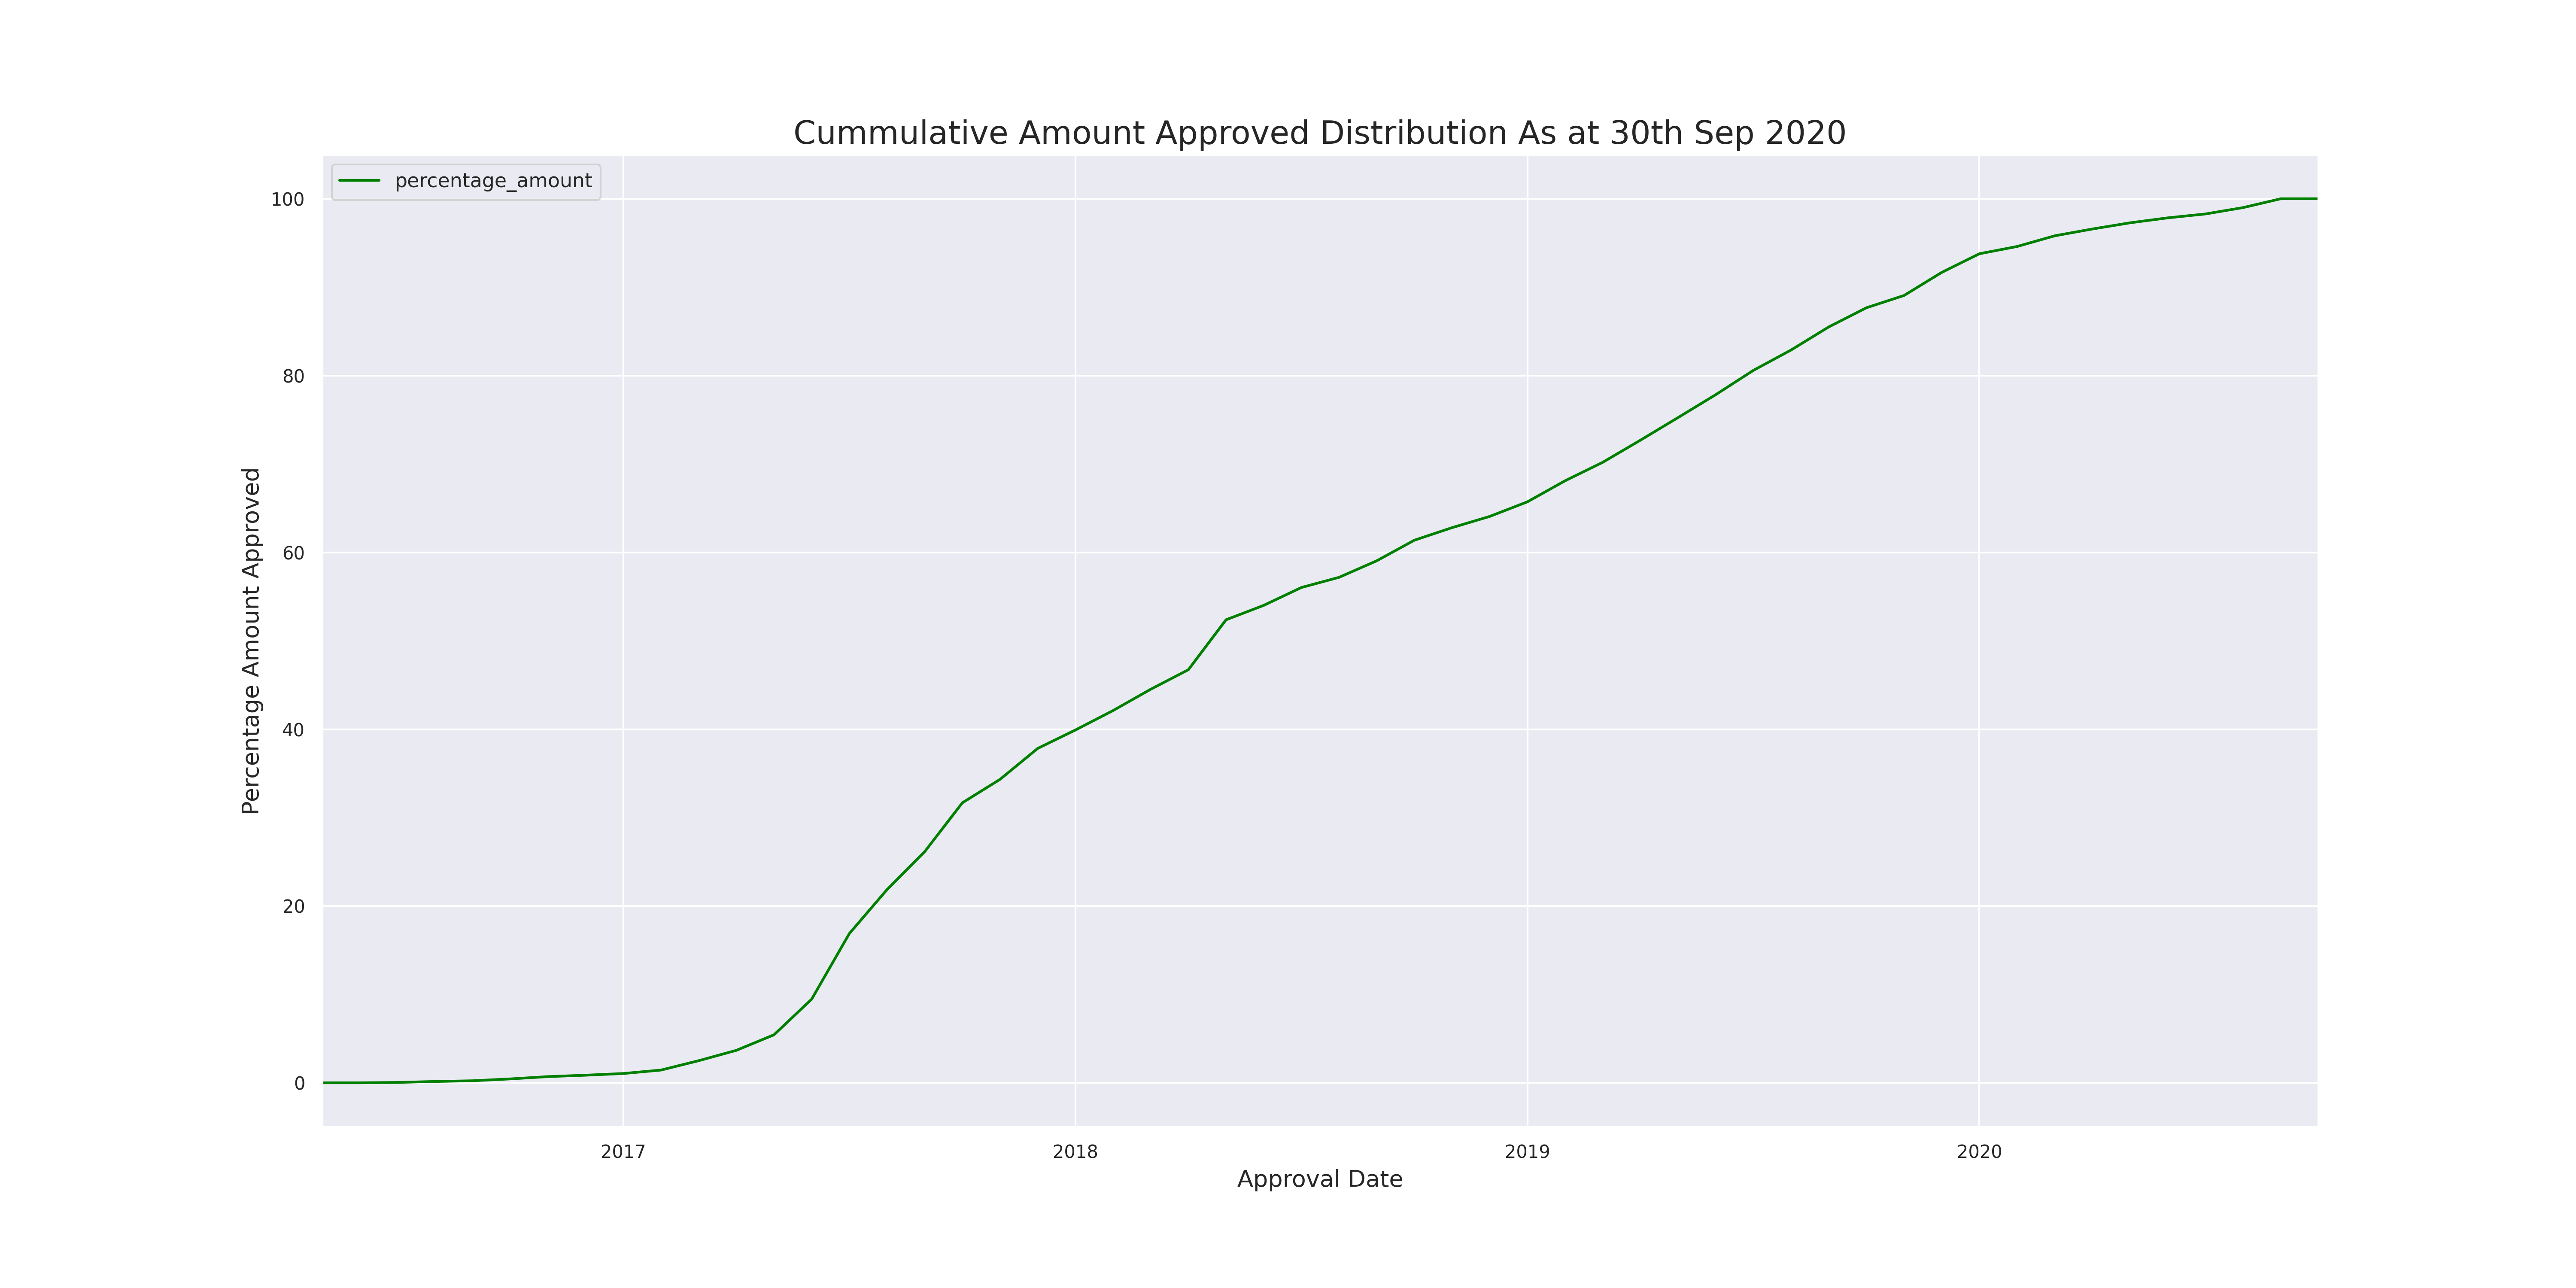 Cummulative Amount Approved Distribution As at 30th Sep 2020
percentage_amount
100
80
60
40
20
0
Percentage Amount Approved
2017 2018 2019 2020
Approval Date